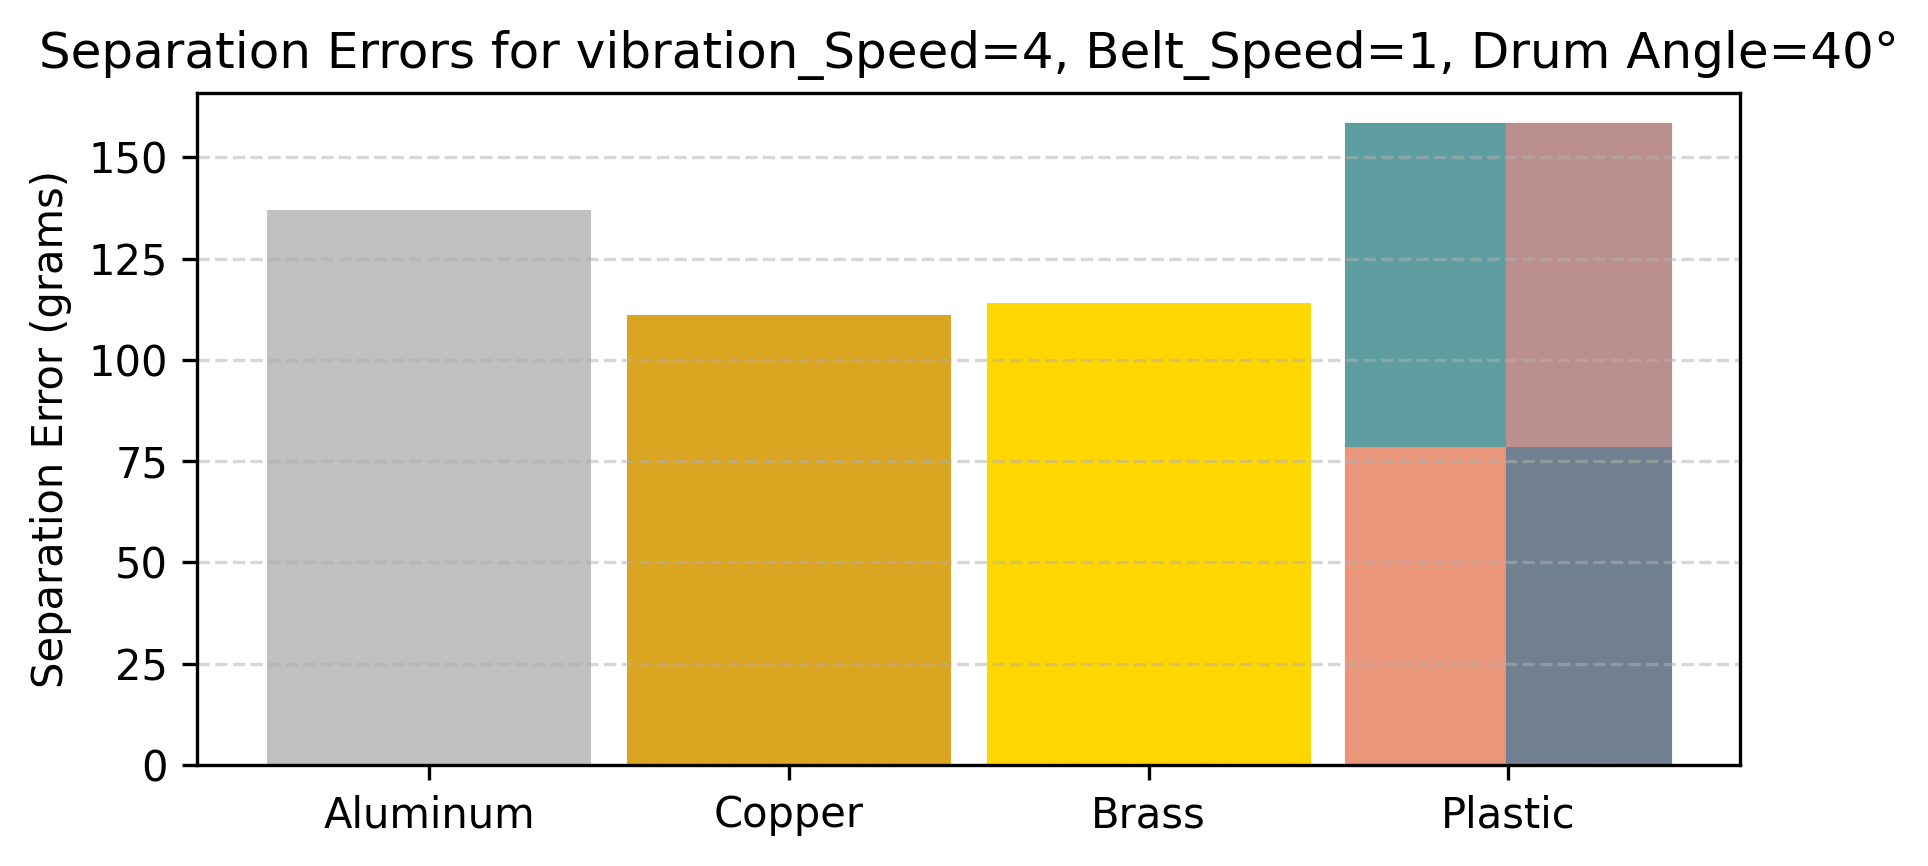 Separation Errors for vibration_Speed=4, Belt_Speed=1, Drum Angle=40°
Separation Error (grams)
150
125
100
75
50
25
0
Aluminum
Copper
Brass
Plastic